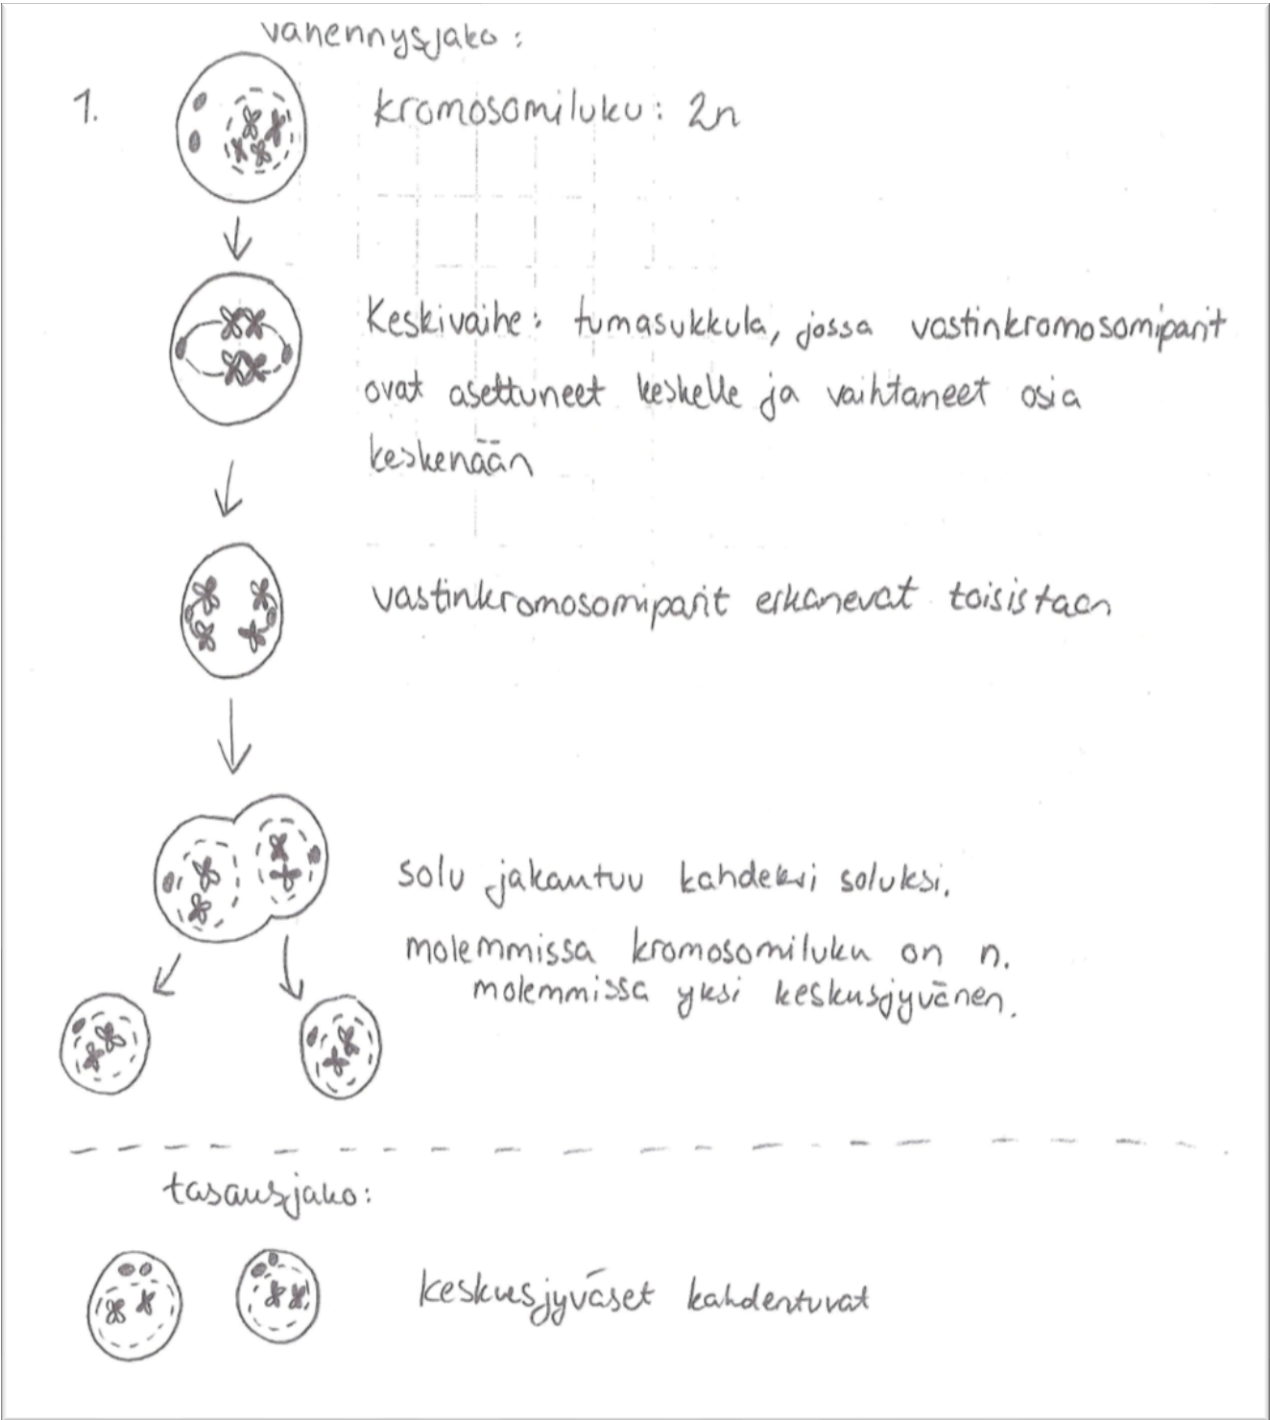 vähennysjako:
1. kromosomiluku: 2n
Keskivaihe: tumasukkula, jossa vastinkromosomiparit
ovat asettuneet keskelle ja vaihtaneet osia
keskenään
vastinkromosomiparit erkanevat toisistaan
solu jakautuu kahdeksi soluksi.
molemmissa kromosomiluku on n.
molemmissa yksi keskusjyvänen.
tasausjako:
keskusjyväset kahdentuvat